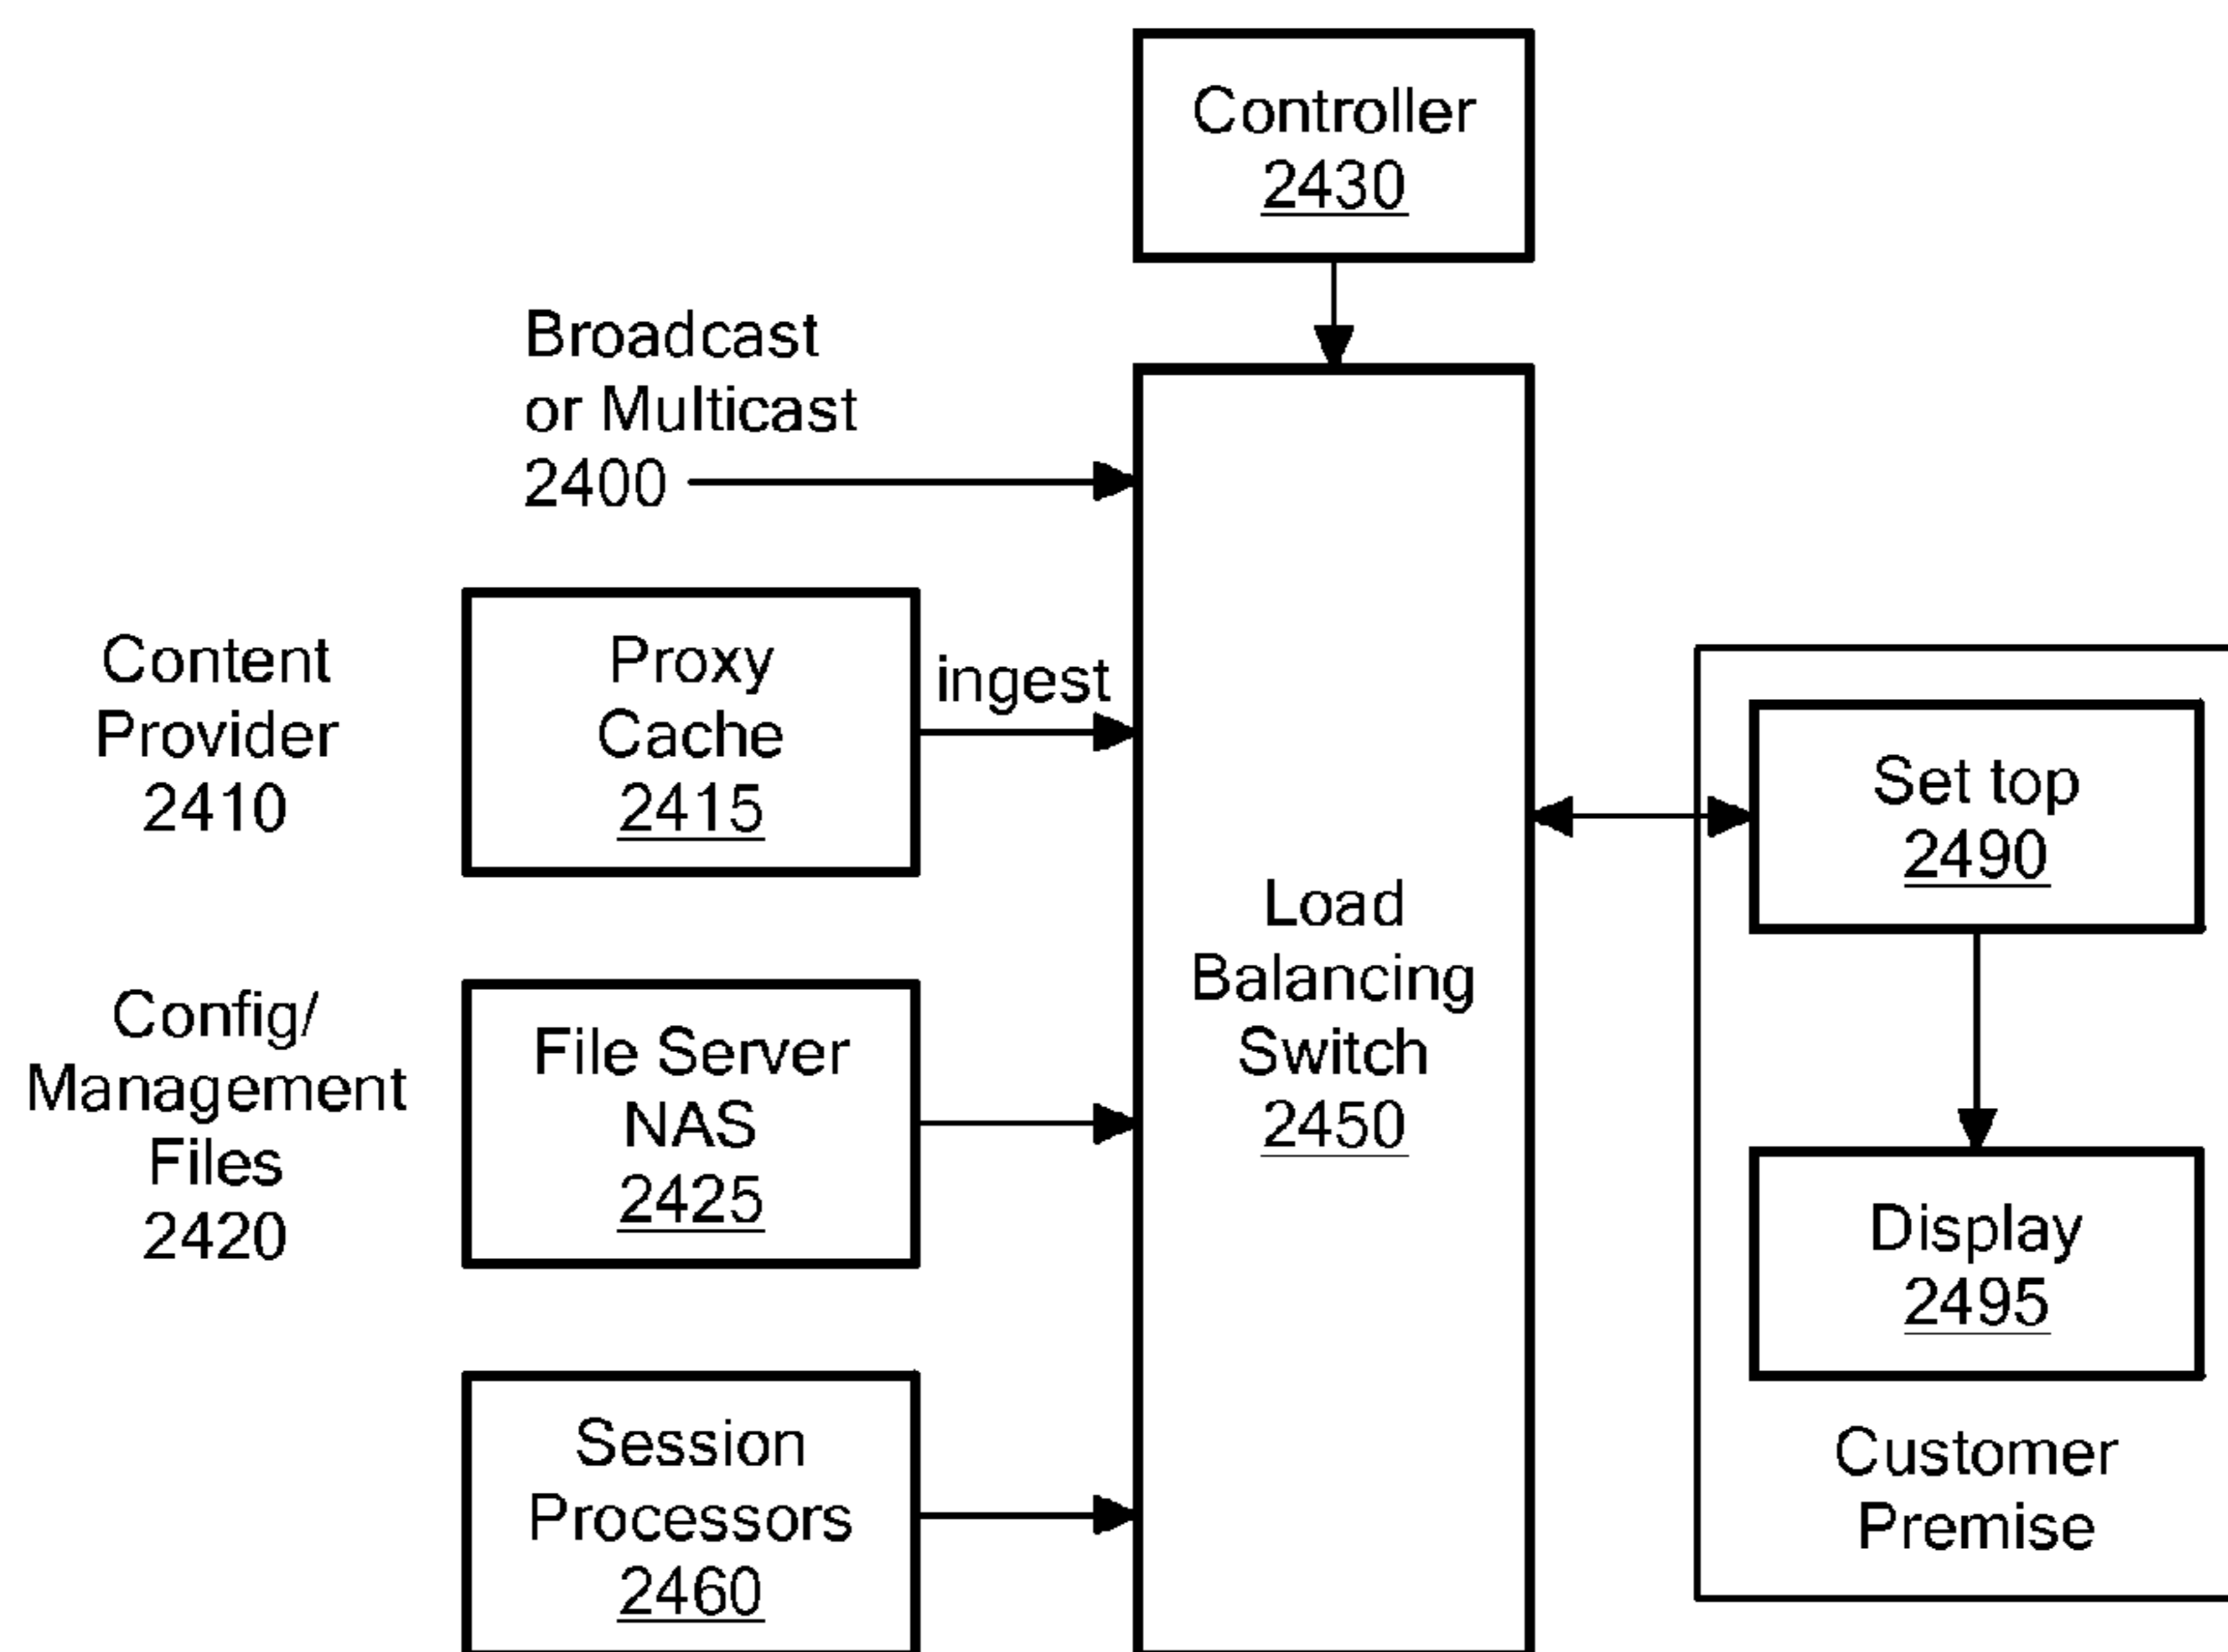 Controller
2430
Broadcast
or Multicast
2400
Content
Provider
2410
Proxy
Cache
2415
ingest
Config/
Management
Files
2420
File Server
NAS
2425
Session
Processors
2460
Load
Balancing
Switch
2450
Set top
2490
Display
2495
Customer
Premise